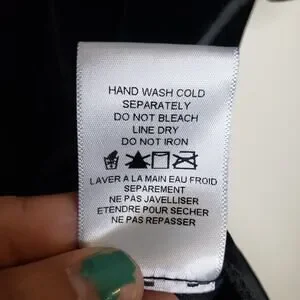 HAND WASH COLD
SEPARATELY
DO NOT BLEACH
LINE DRY
DO NOT IRON
LAVER A LA MAIN EAU FROID
SEPAREMENT
NE PAS JAVELLISER
ETENDRE POUR SECHER
NE PAS REPASSER